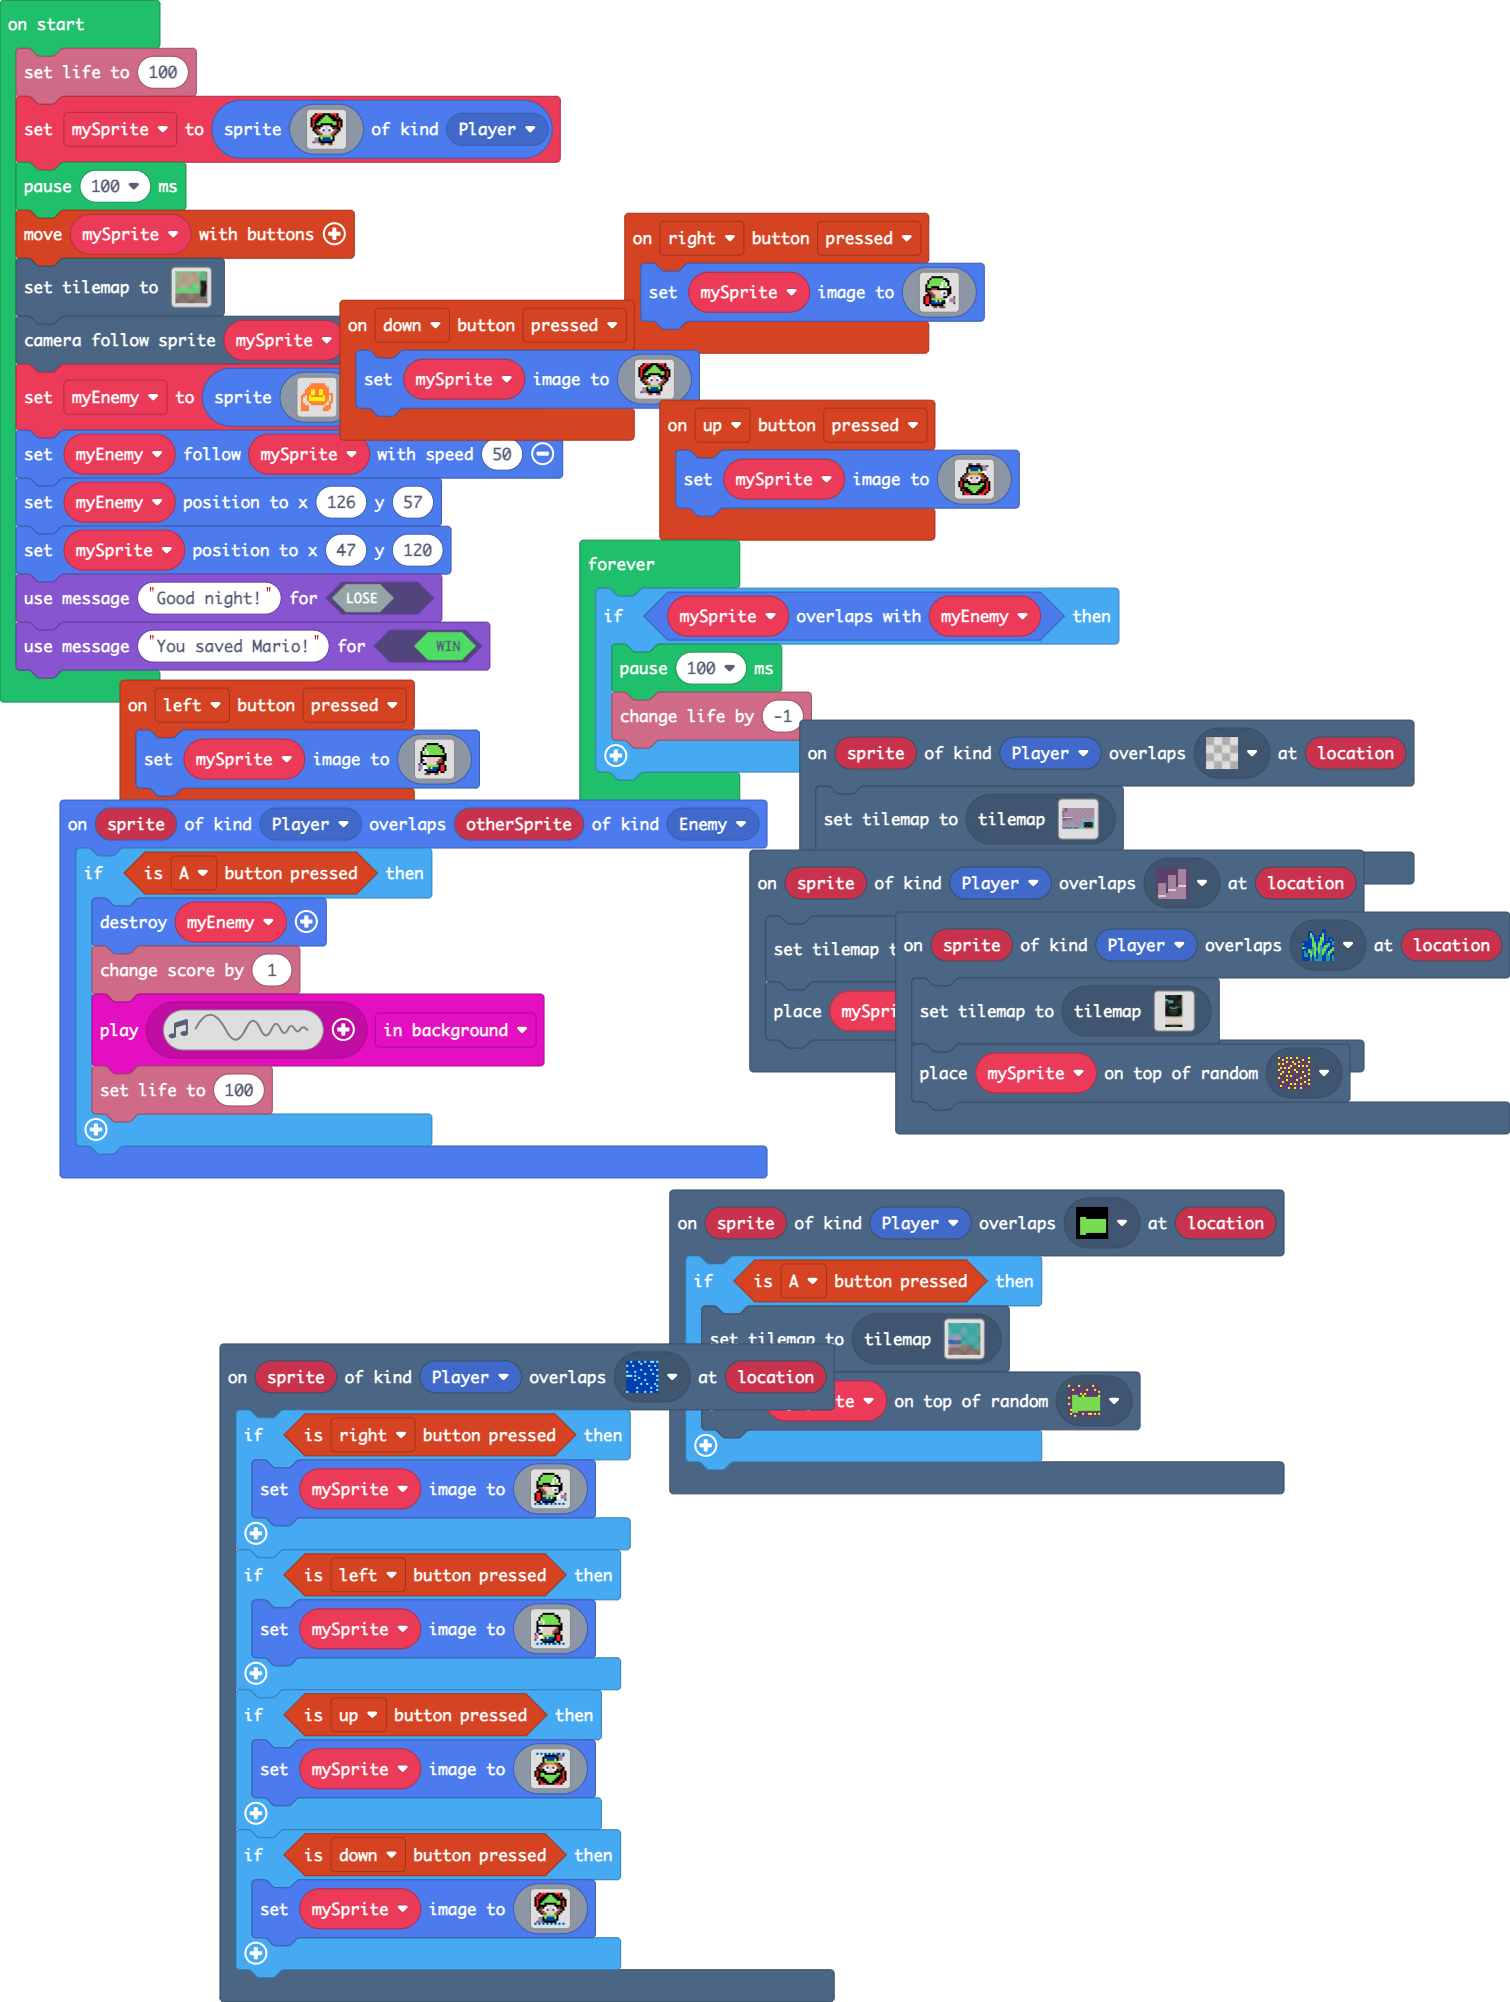 on start
set life to 100
set mySprite to sprite of kind Player
pause 100 ms
move mySprite with buttons
set tilemap to
camera follow sprite mySprite
set myEnemy to sprite
set myEnemy follow mySprite with speed 50
set myEnemy position to x 126 y 57
set mySprite position to x 47 y 120
use message "Good night!" for LOSE
use message "You saved Mario!" for WIN
on right button pressed
set mySprite image to
on down button pressed
set mySprite image to
on up button pressed
set mySprite image to
forever
if mySprite overlaps with myEnemy then
pause 100 ms
change life by -1
on left button pressed
set mySprite image to
on sprite of kind Player overlaps otherSprite of kind Enemy
if is A button pressed then
destroy myEnemy
change score by 1
play in background
set life to 100
on sprite of kind Player overlaps at location
set tilemap to tilemap
on sprite of kind Player overlaps at location
set tilemap
place
on sprite of kind Player overlaps at location
set tilemap to tilemap
place mySprite on top of random
on sprite of kind Player overlaps at location
if is A button pressed then
set tilemap to tilemap
on top of random
on sprite of kind Player overlaps at location
if is right button pressed then
set mySprite image to
if is left button pressed then
set mySprite image to
if is up button pressed then
set mySprite image to
if is down button pressed then
set mySprite image to